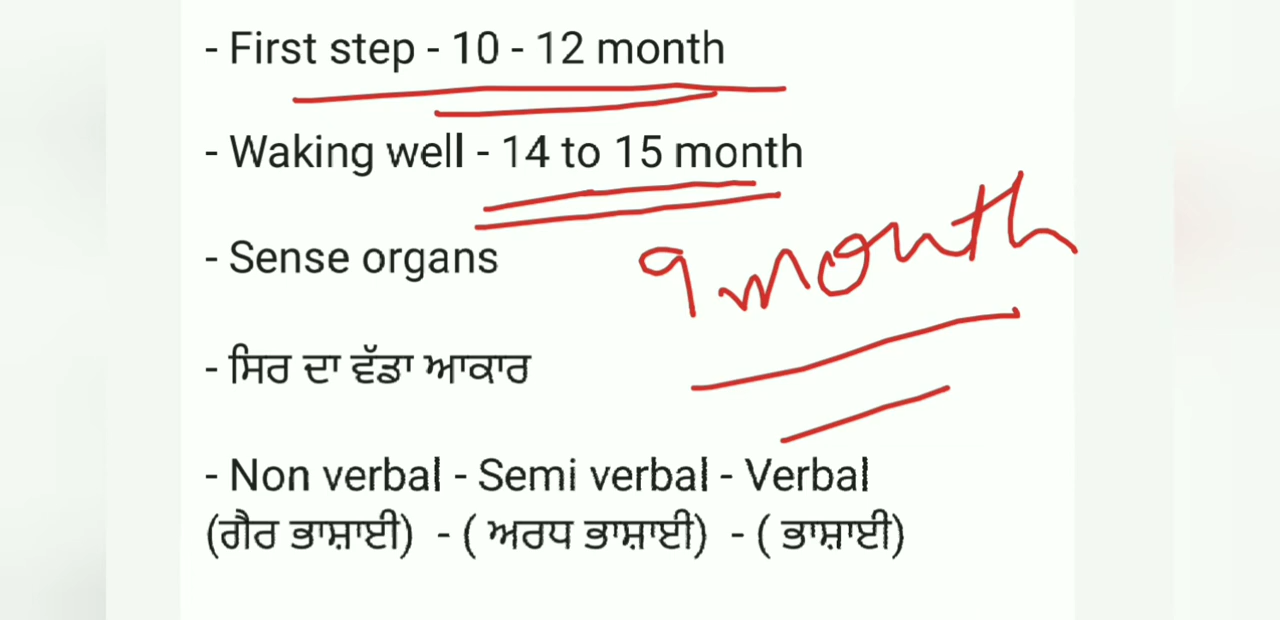 - First step - 10 - 12 month
- Waking well - 14 to 15 month
- Sense organs
9 month
- ਸਿਰ ਦਾ ਵੱਡਾ ਆਕਾਰ
- Non verbal - Semi verbal - Verbal
(ਗੈਰ ਭਾਸ਼ਾਈ) - ( ਅਰਧ ਭਾਸ਼ਾਈ) - ( ਭਾਸ਼ਾਈ)